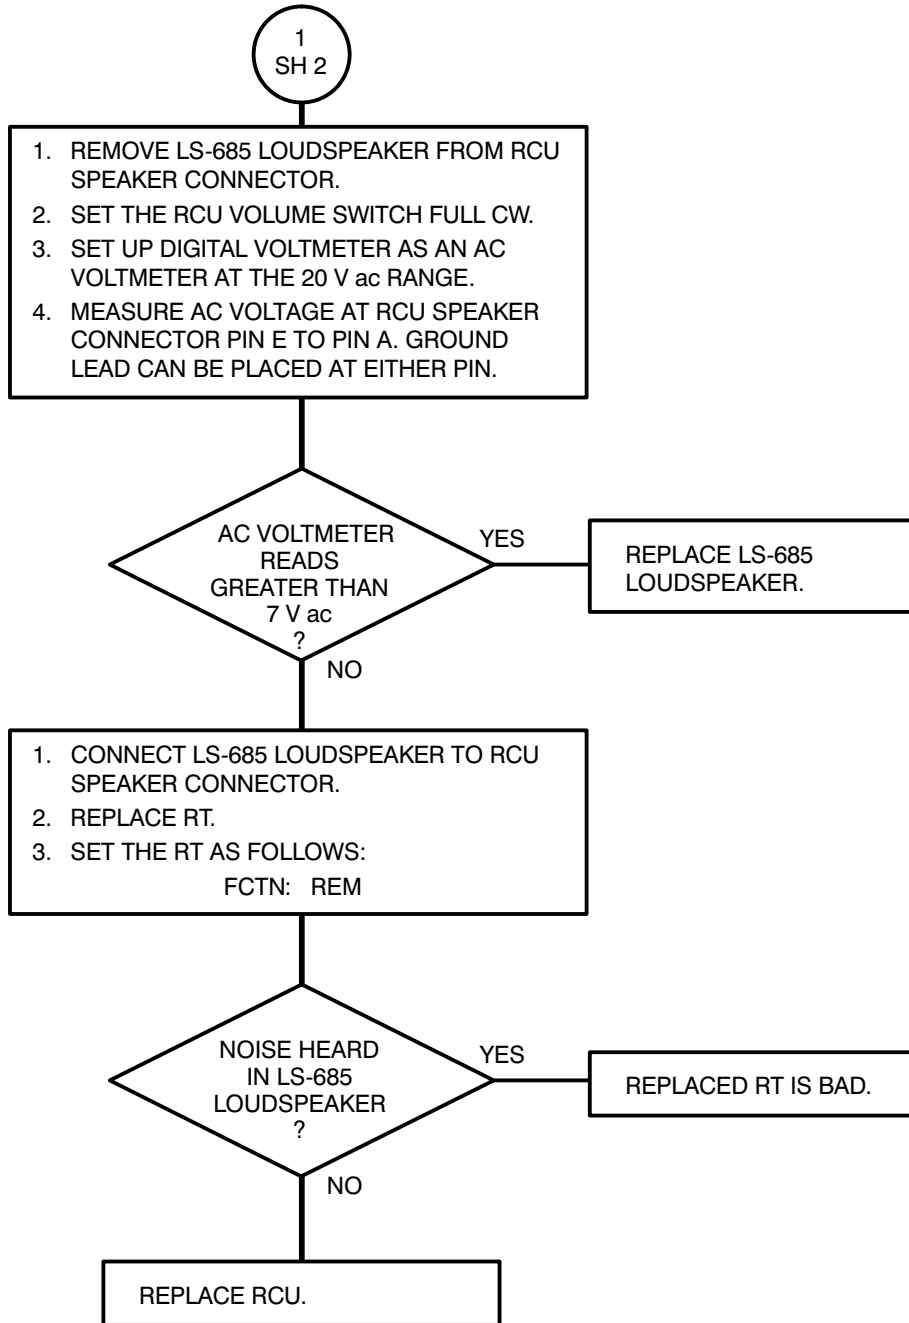 1
SH 2
1. REMOVE LS-685 LOUDSPEAKER FROM RCU
SPEAKER CONNECTOR.
2. SET THE RCU VOLUME SWITCH FULL CW.
3. SET UP DIGITAL VOLTMETER AS AN AC
VOLTMETER AT THE 20 V ac RANGE.
4. MEASURE AC VOLTAGE AT RCU SPEAKER
CONNECTOR PIN E TO PIN A. GROUND
LEAD CAN BE PLACED AT EITHER PIN.
AC VOLTMETER
READS
GREATER THAN
7 V ac
?
YES
REPLACE LS-685
LOUDSPEAKER.
NO
1. CONNECT LS-685 LOUDSPEAKER TO RCU
SPEAKER CONNECTOR.
2. REPLACE RT.
3. SET THE RT AS FOLLOWS:
FCTN: REM
NOISE HEARD
IN LS-685
LOUDSPEAKER
?
YES
REPLACED RT IS BAD.
NO
REPLACE RCU.